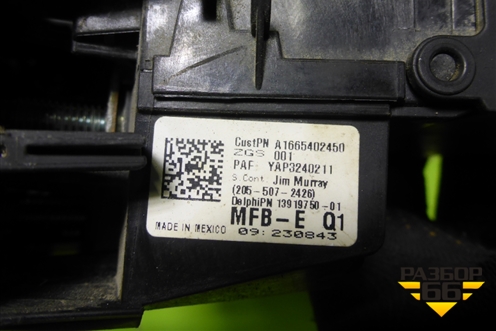 CustPN A1665402450
ZGS 001
PAF: YAP3240211
S.Cont: Jim Murray
(205-507-2426)
DelphiPN 13919750-01
MFB-E Q1
MADE IN MEXICO 09:230843
РАЗБОР
66